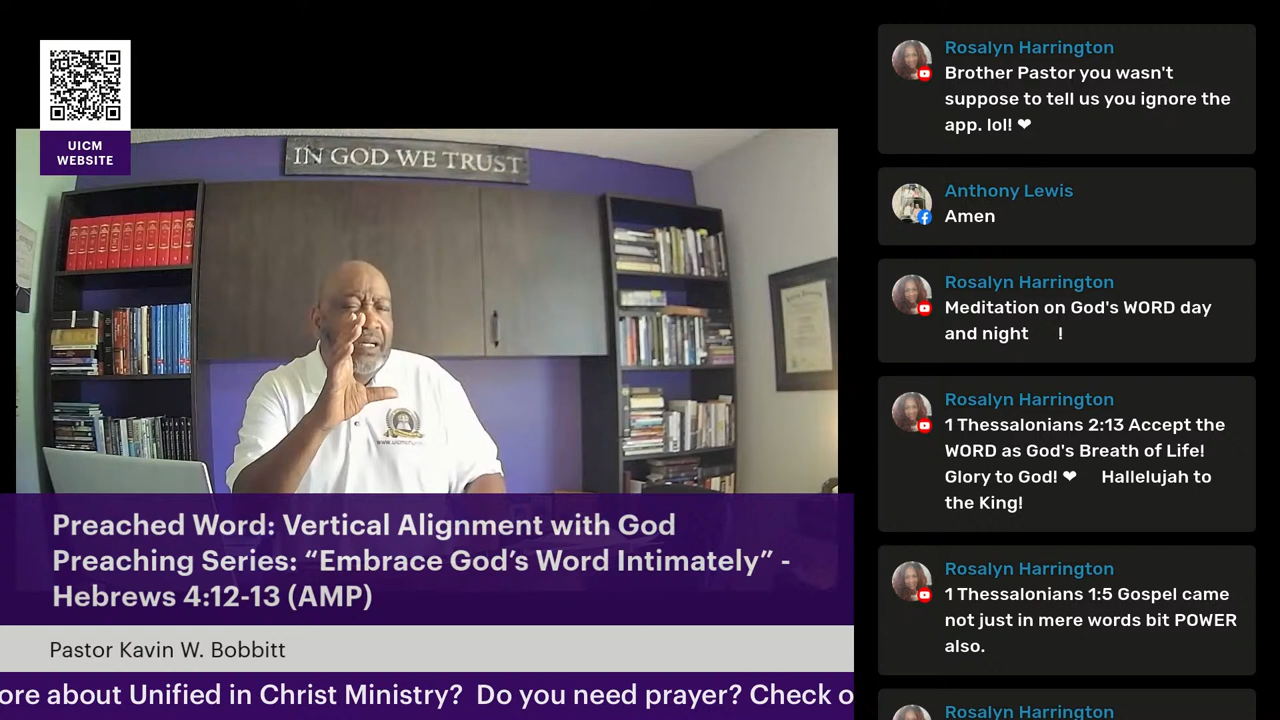 UICM
WEBSITE
IN GOD WE TRUST
Preached Word: Vertical Alignment with God
Preaching Series: “Embrace God’s Word Intimately” -
Hebrews 4:12-13 (AMP)
Pastor Kavin W. Bobbitt
ore about Unified in Christ Ministry?  Do you need prayer? Check o
Rosalyn Harrington
Brother Pastor you wasn't
suppose to tell us you ignore the
app. lol! ❤
Anthony Lewis
Amen
Rosalyn Harrington
Meditation on God's WORD day
and night !
Rosalyn Harrington
1 Thessalonians 2:13 Accept the
WORD as God's Breath of Life!
Glory to God! ❤ Hallelujah to
the King!
Rosalyn Harrington
1 Thessalonians 1:5 Gospel came
not just in mere words bit POWER
also.
Rosalyn Harrington